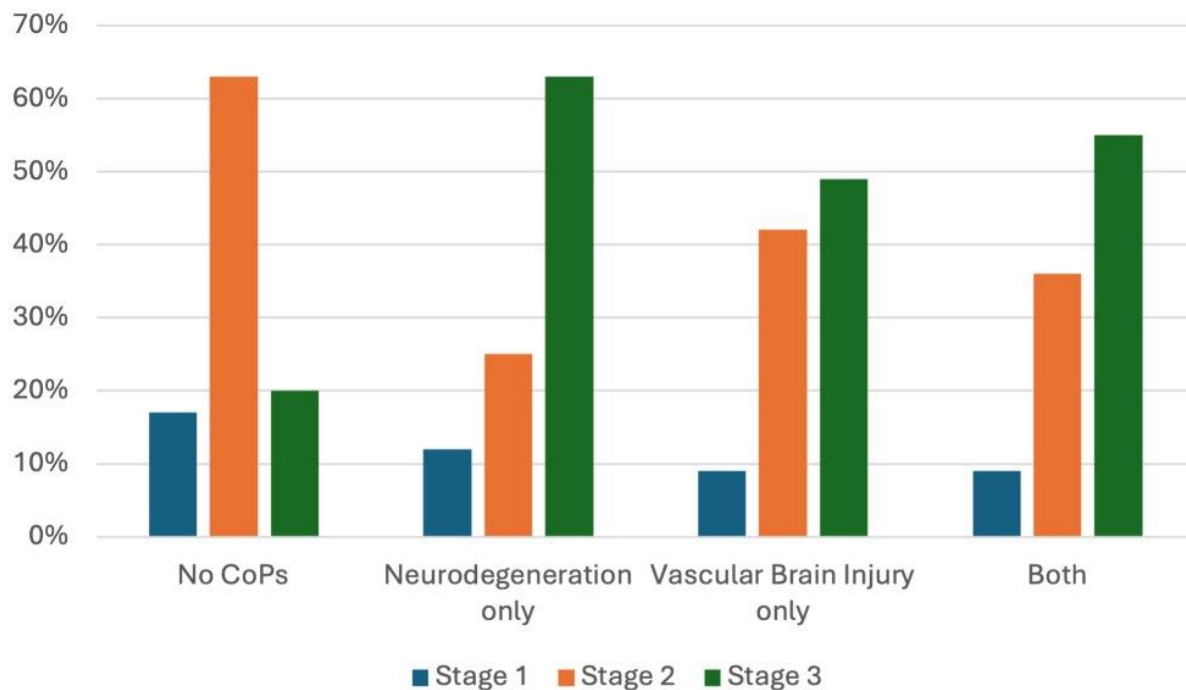 70%
60%
50%
40%
30%
20%
10%
0%
No CoPs
Neurodegeneration
only
Vascular Brain Injury
only
Both
Stage 1
Stage 2
Stage 3